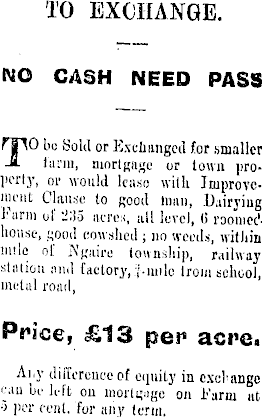 TO EXCHANGE.
NO CASH NEED PASS
TO be Sold or Exchanged for smaller
farm, mortgage or town pro-
perty, or would lease with Improve-
ment Clause to good man, Dairying
Farm of 235 acres, all level, 6 roomed
house, good cowshed ; no weeds, within
mile of Ngaire township, railway
station and factory, -mile from school,
metal road,
Price, £13 per acre.
Any difference of equity in exchange
can be left on mortgage on Farm at
5 per cent. for any term.